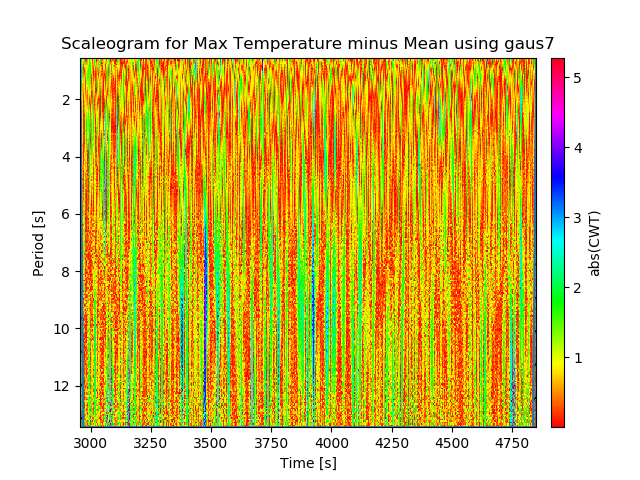 Scaleogram for Max Temperature minus Mean using gaus7
2
4
6
8
10
12
Period [s]
3000 3250 3500 3750 4000 4250 4500 4750
Time [s]
5
4
3
2
1
abs(CWT)